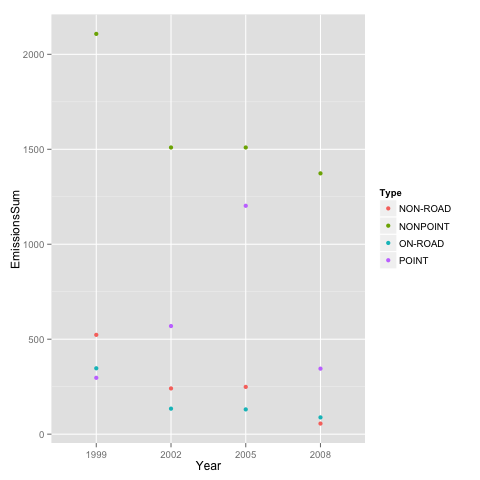 EmissionsSum
2000
1500
1000
500
0
1999 2002 2005 2008
Year
Type
NON-ROAD
NONPOINT
ON-ROAD
POINT